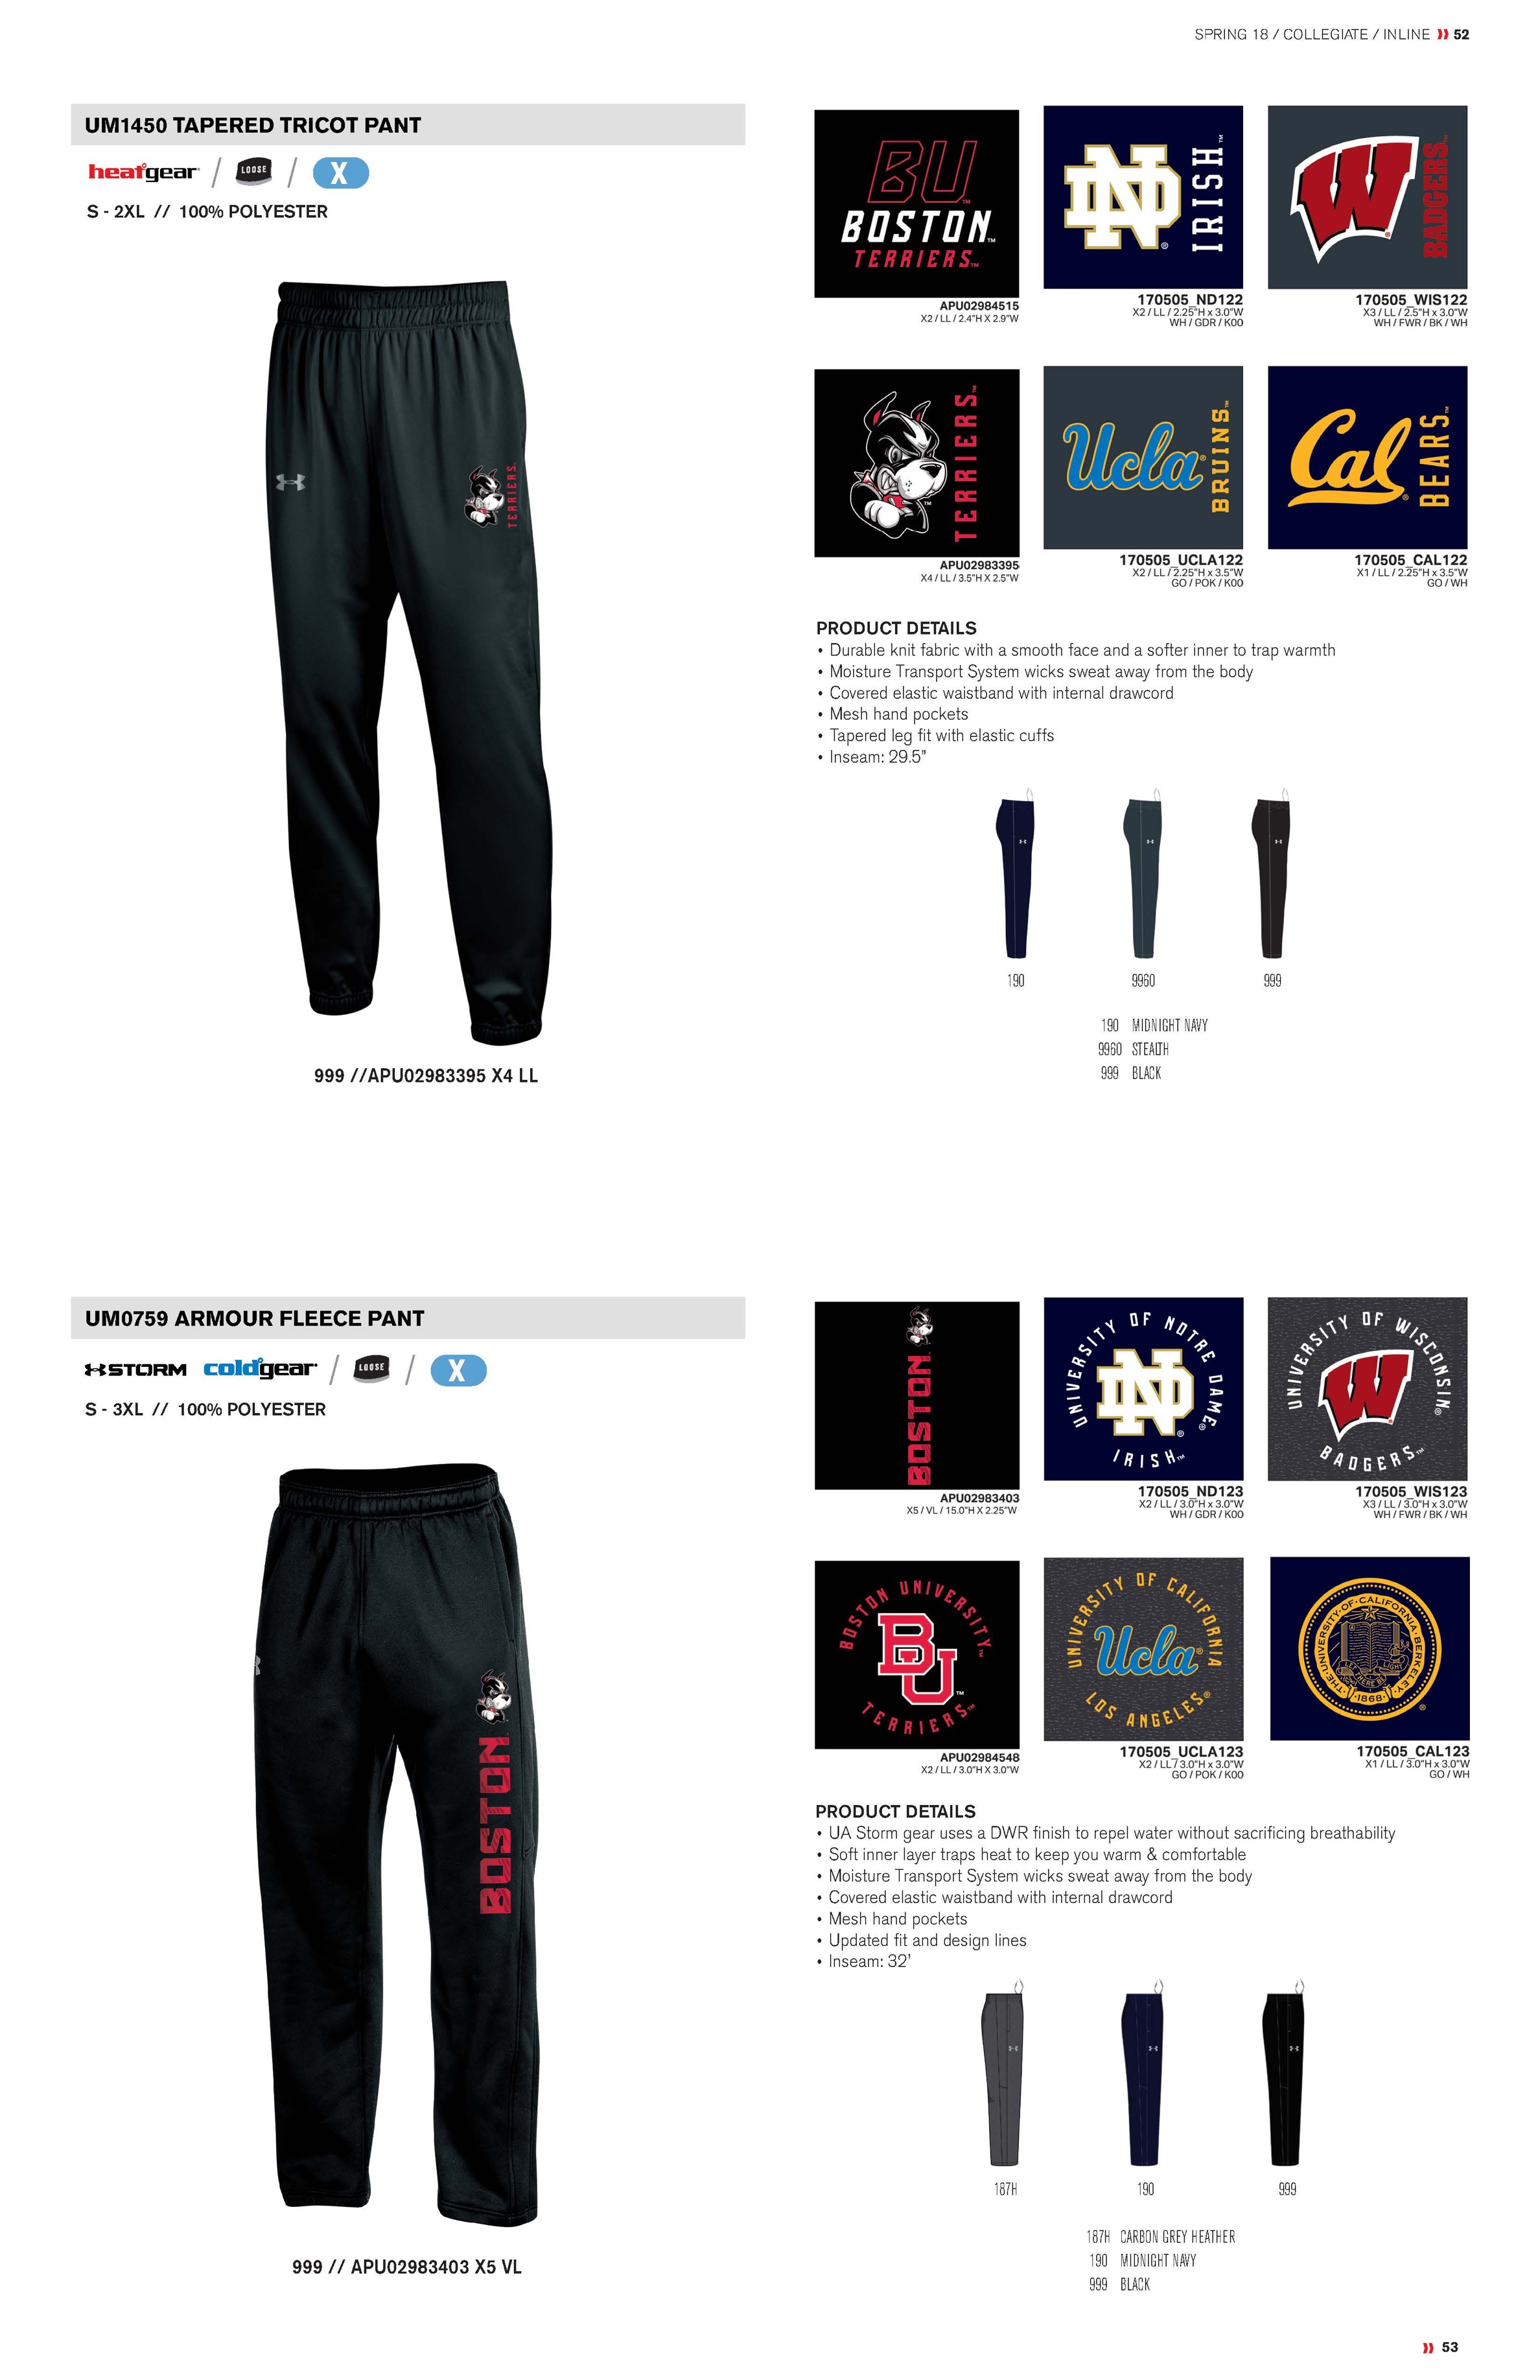 SPRING 18 / COLLEGIATE / INLINE 52
UM1450 TAPERED TRICOT PANT
heatgear / LOOSE / X
S - 2XL // 100% POLYESTER
TERRIERS
999 //APU02983395 X4 LL
BU™
BOSTON™
TERRIERS™
APU02984515
X2 / LL / 2.4"H X 2.9"W
ND® IRISH™
170505_ND122
X2 / LL / 2.25"H x 3.0"W
WH / GDR / K00
W® BADGERS™
170505_WIS122
X3 / LL / 2.5"H x 3.0"W
WH / FWR / BK / WH
TERRIERS™
APU02983395
X4 / LL / 3.5"H X 2.5"W
Ucla® BRUINS™
170505_UCLA122
X2 / LL / 2.25"H x 3.5"W
GO / POK / K00
Cal® BEARS™
170505_CAL122
X1 / LL / 2.25"H x 3.5"W
GO / WH
PRODUCT DETAILS
• Durable knit fabric with a smooth face and a softer inner to trap warmth
• Moisture Transport System wicks sweat away from the body
• Covered elastic waistband with internal drawcord
• Mesh hand pockets
• Tapered leg fit with elastic cuffs
• Inseam: 29.5"
190 9960 999
190 MIDNIGHT NAVY
9960 STEALTH
999 BLACK
UM0759 ARMOUR FLEECE PANT
STORM coldgear / LOOSE / X
S - 3XL // 100% POLYESTER
BOSTON
999 // APU02983403 X5 VL
BOSTON
APU02983403
X5 / VL / 15.0"H X 2.25"W
UNIVERSITY OF NOTRE DAME®
ND®
IRISH™
170505_ND123
X2 / LL / 3.0"H x 3.0"W
WH / GDR / K00
UNIVERSITY OF WISCONSIN®
W®
BADGERS™
170505_WIS123
X3 / LL / 3.0"H x 3.0"W
WH / FWR / BK / WH
BOSTON UNIVERSITY™
BU™
TERRIERS™
APU02984548
X2 / LL / 3.0"H X 3.0"W
UNIVERSITY OF CALIFORNIA
Ucla®
LOS ANGELES®
170505_UCLA123
X2 / LL / 3.0"H x 3.0"W
GO / POK / K00
THE·UNIVERSITY·OF·CALIFORNIA·BERKELEY
LIGHT
1868
®
170505_CAL123
X1 / LL / 3.0"H x 3.0"W
GO / WH
PRODUCT DETAILS
• UA Storm gear uses a DWR finish to repel water without sacrificing breathability
• Soft inner layer traps heat to keep you warm & comfortable
• Moisture Transport System wicks sweat away from the body
• Covered elastic waistband with internal drawcord
• Mesh hand pockets
• Updated fit and design lines
• Inseam: 32'
187H 190 999
187H CARBON GREY HEATHER
190 MIDNIGHT NAVY
999 BLACK
53